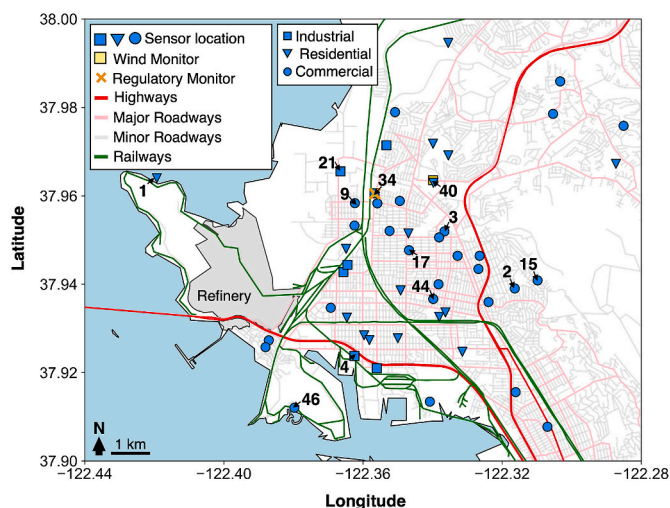 38.00
37.98
37.96
37.94
37.92
37.90
Latitude
Sensor location
Wind Monitor
Regulatory Monitor
Highways
Major Roadways
Minor Roadways
Railways
Industrial
Residential
Commercial
21
34
1
9
40
3
17
15
2
44
Refinery
4
46
N
1 km
−122.44
−122.40
−122.36
−122.32
−122.28
Longitude